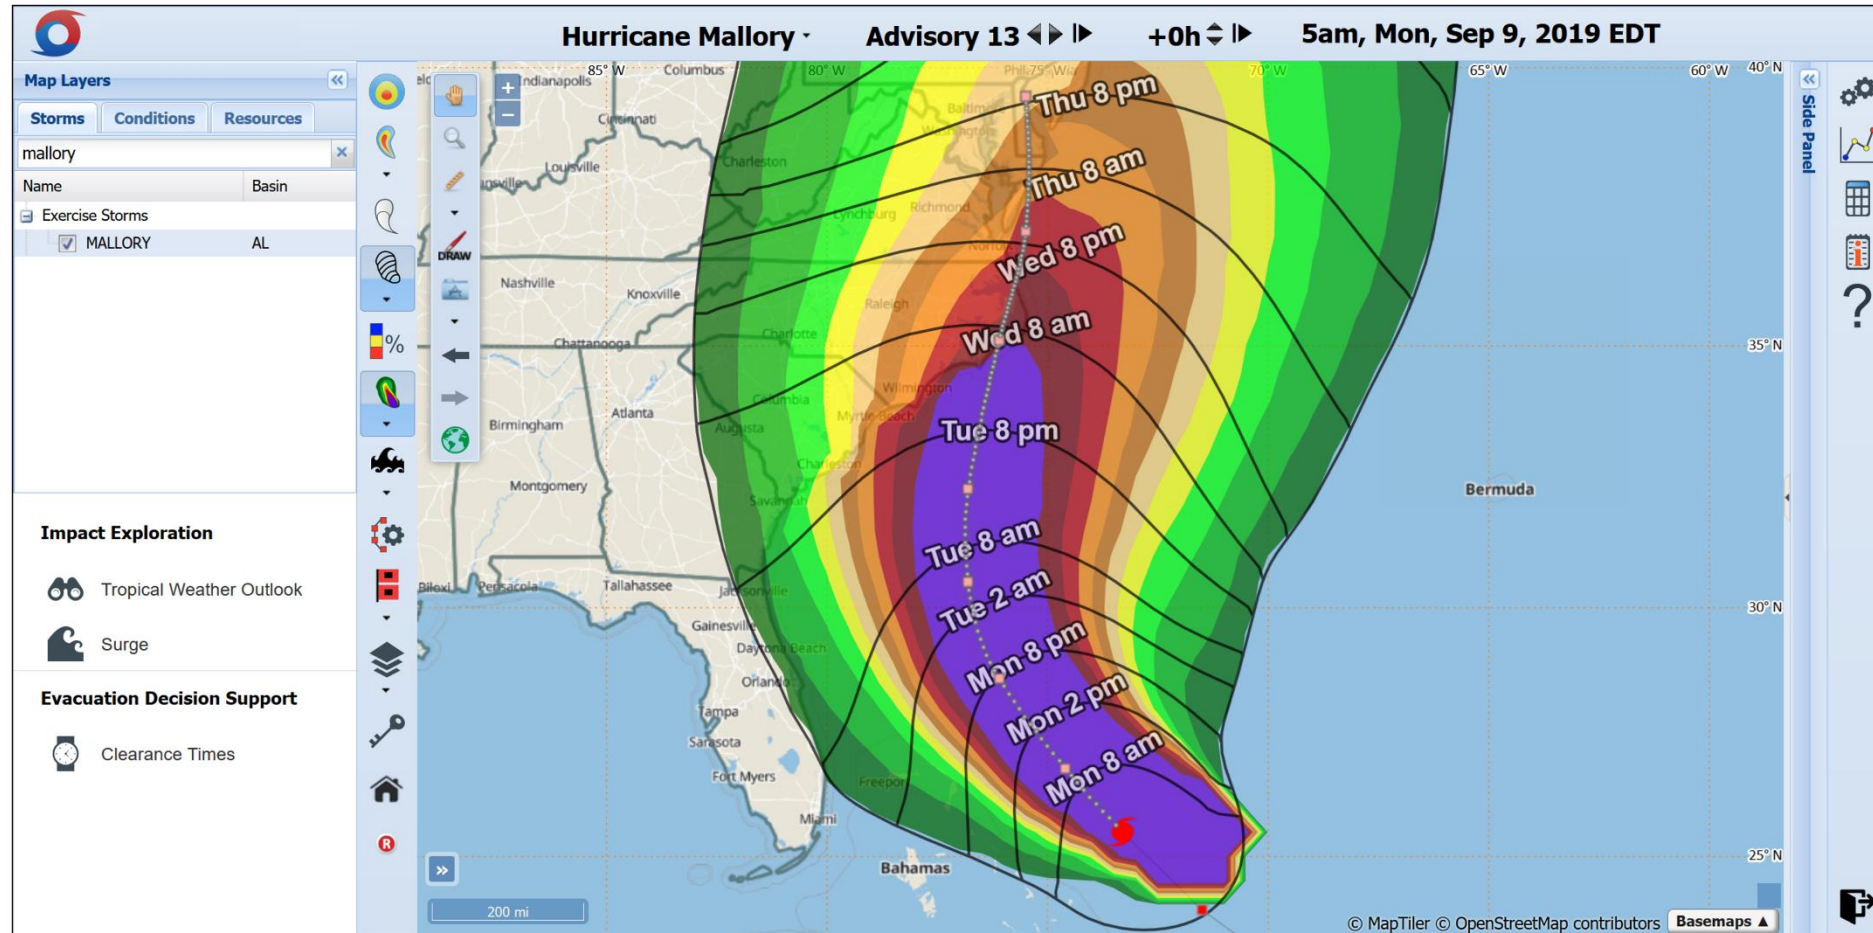 Hurricane Mallory
Advisory 13
+0h
5am, Mon, Sep 9, 2019 EDT
Map Layers
Storms
Conditions
Resources
mallory
Name
Basin
Exercise Storms
MALLORY
AL
Impact Exploration
Tropical Weather Outlook
Surge
Evacuation Decision Support
Clearance Times
%
R
DRAW
+
−
85° W
80° W
70° W
65° W
60° W
40° N
35° N
30° N
25° N
Indianapolis
Columbus
Cincinnati
Louisville
Charleston
Baltimore
Washington
Lynchburg
Richmond
Norfolk
Nashville
Knoxville
Raleigh
Chattanooga
Charlotte
Wilmington
Columbia
Myrtle Beach
Atlanta
Augusta
Birmingham
Charleston
Savannah
Montgomery
Biloxi
Pensacola
Tallahassee
Jacksonville
Gainesville
Daytona Beach
Orlando
Tampa
Sarasota
Fort Myers
Freeport
Miami
Bahamas
Bermuda
Thu 8 pm
Thu 8 am
Wed 8 pm
Wed 8 am
Tue 8 pm
Tue 8 am
Tue 2 am
Mon 8 pm
Mon 2 pm
Mon 8 am
200 mi
© MapTiler © OpenStreetMap contributors
Basemaps ▲
Side Panel
i
?